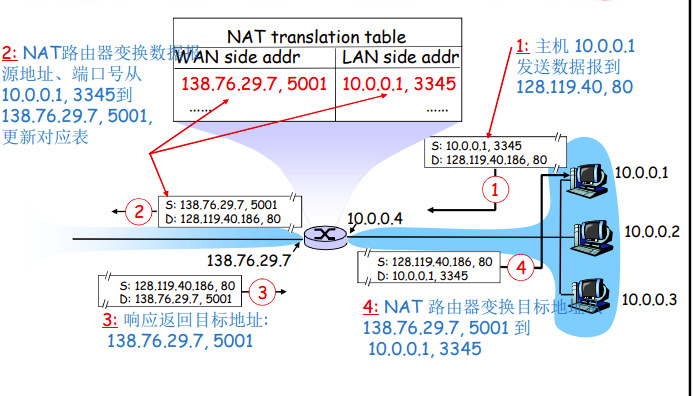 NAT translation table
WAN side addr LAN side addr
138.76.29.7, 5001 10.0.0.1, 3345
…… ……
2: NAT路由器变换数据报
源地址、端口号从
10.0.0.1, 3345到
138.76.29.7, 5001,
更新对应表
1: 主机 10.0.0.1
发送数据报到
128.119.40, 80
S: 10.0.0.1, 3345
D: 128.119.40.186, 80
1
10.0.0.1
S: 138.76.29.7, 5001
D: 128.119.40.186, 80
2
10.0.0.4
10.0.0.2
138.76.29.7
S: 128.119.40.186, 80
D: 10.0.0.1, 3345
4
S: 128.119.40.186, 80
D: 138.76.29.7, 5001
3
10.0.0.3
3: 响应返回目标地址:
138.76.29.7, 5001
4: NAT 路由器变换目标地址
138.76.29.7, 5001 到
10.0.0.1, 3345